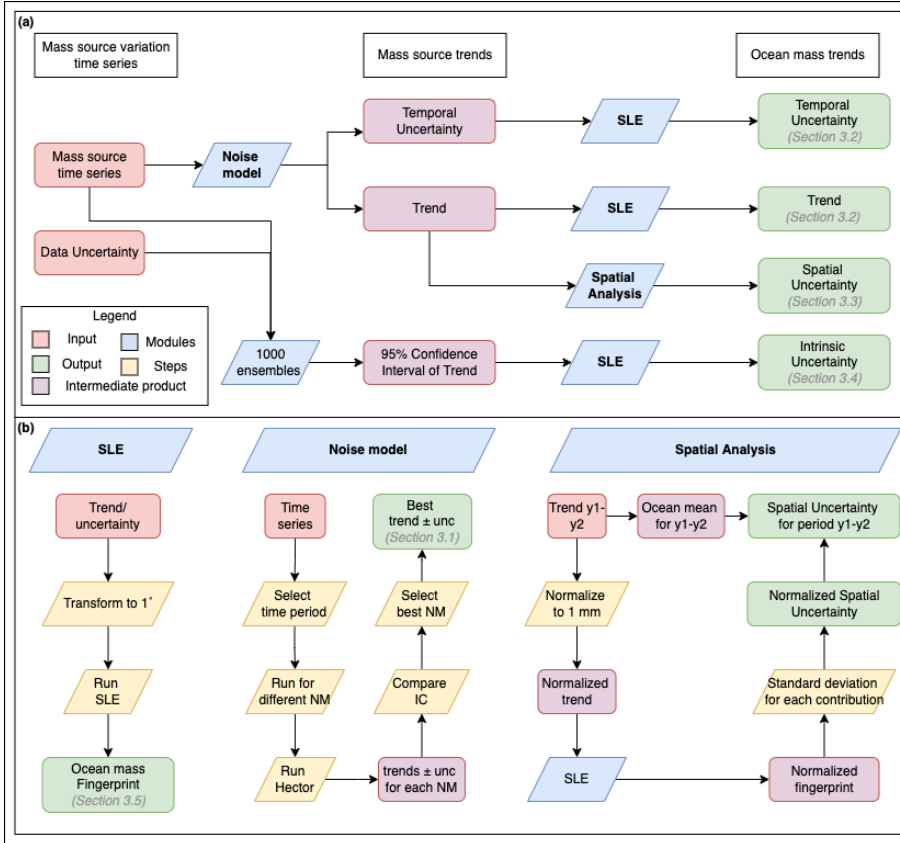 (a)
Mass source variation
time series
Mass source trends
Ocean mass trends
Temporal
Uncertainty
SLE
Temporal
Uncertainty
(Section 3.2)
Mass source
time series
Noise
model
Trend
SLE
Trend
(Section 3.2)
Data Uncertainty
Spatial
Analysis
Spatial
Uncertainty
(Section 3.3)
Legend
Input
Modules
Output
Steps
Intermediate product
1000
ensembles
95% Confidence
Interval of Trend
SLE
Intrinsic
Uncertainty
(Section 3.4)
(b)
SLE
Noise model
Spatial Analysis
Trend/
uncertainty
Transform to 1°
Run
SLE
Ocean mass
Fingerprint
(Section 3.5)
Time
series
Select
time period
Run for
different NM
Run
Hector
trends ± unc
for each NM
Compare
IC
Select
best NM
Best
trend ± unc
(Section 3.1)
Trend y1-
y2
Ocean mean
for y1-y2
Spatial Uncertainty
for period y1-y2
Normalize
to 1 mm
Normalized
trend
SLE
Normalized
fingerprint
Standard deviation
for each contribution
Normalized Spatial
Uncertainty